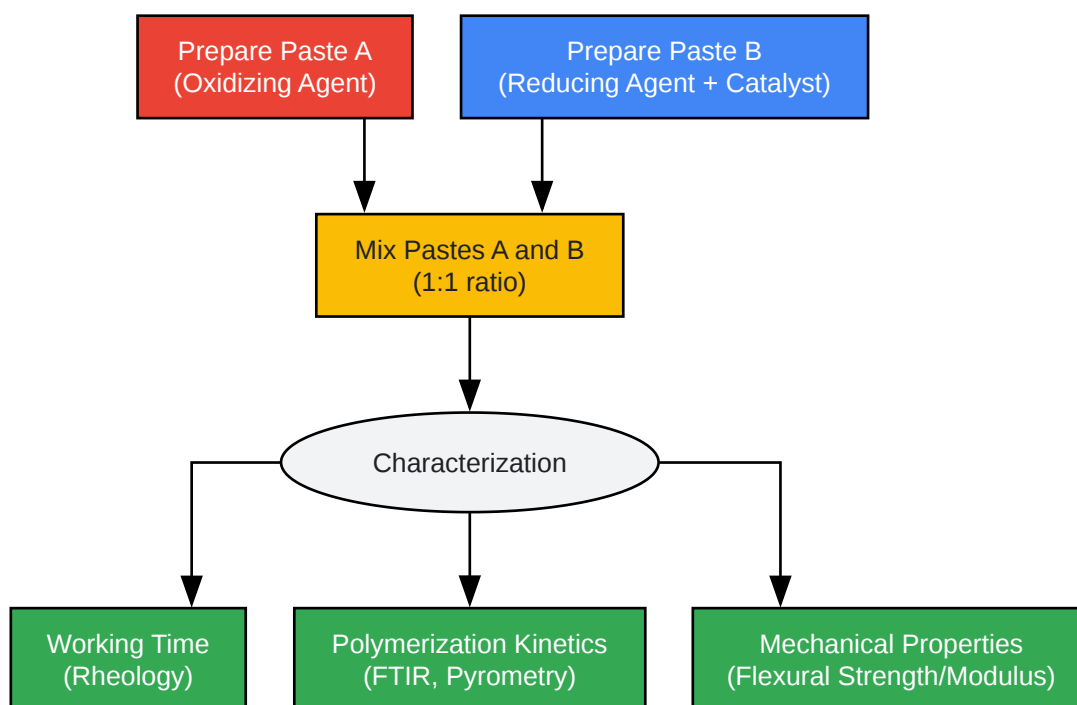 Prepare Paste A
(Oxidizing Agent)
Prepare Paste B
(Reducing Agent + Catalyst)
Mix Pastes A and B
(1:1 ratio)
Characterization
Working Time
(Rheology)
Polymerization Kinetics
(FTIR, Pyrometry)
Mechanical Properties
(Flexural Strength/Modulus)